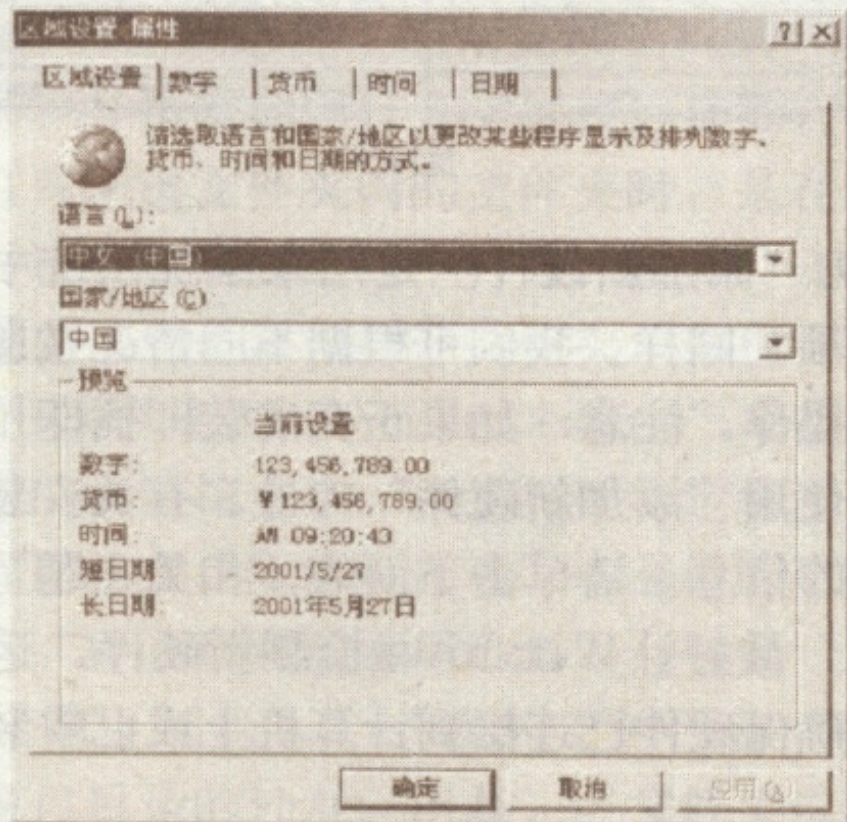 区域设置 属性
区域设置 数字 货币 时间 日期
请选取语言和国家/地区以更改某些程序显示及排列数字、
货币、时间和日期的方式。
语言(L):
中文 (中国)
国家/地区(C)
中国
预览
当前设置
数字: 123,456,789.00
货币: ¥123,456,789.00
时间: AM 09:20:43
短日期: 2001/5/27
长日期: 2001年5月27日
确定 取消 应用(A)